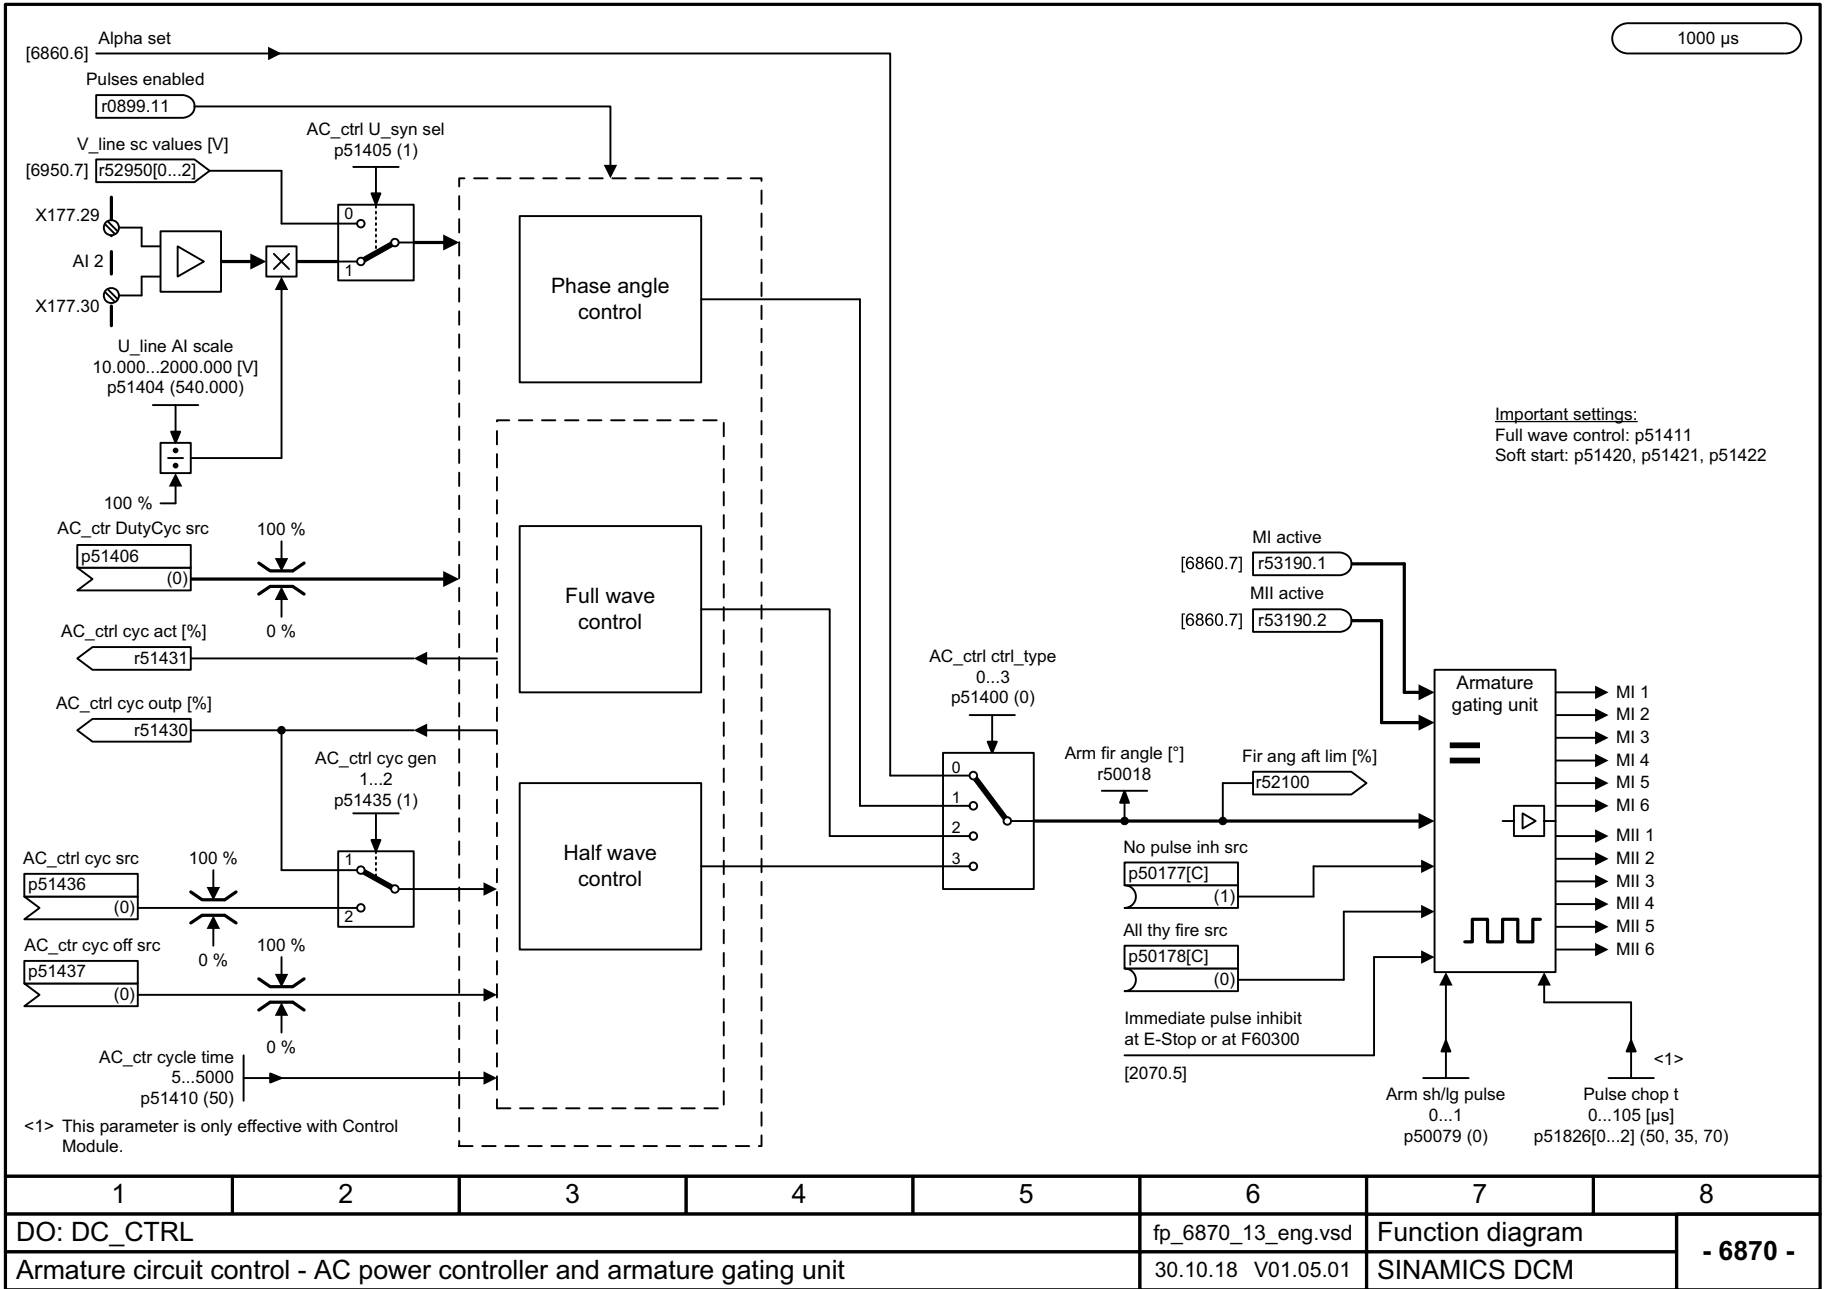 Alpha set
[6860.6]
1000 µs
Pulses enabled
r0899.11
V_line sc values [V]
[6950.7] r52950[0...2]
AC_ctrl U_syn sel
p51405 (1)
0
1
X177.29
AI 2
X177.30
U_line AI scale
10.000...2000.000 [V]
p51404 (540.000)
100 %
Phase angle
control
Important settings:
Full wave control: p51411
Soft start: p51420, p51421, p51422
AC_ctr DutyCyc src
p51406
(0)
100 %
0 %
Full wave
control
AC_ctrl cyc act [%]
r51431
AC_ctrl cyc outp [%]
r51430
AC_ctrl cyc gen
1...2
p51435 (1)
1
2
AC_ctrl cyc src
p51436
(0)
100 %
0 %
AC_ctr cyc off src
p51437
(0)
100 %
0 %
AC_ctr cycle time
5...5000
p51410 (50)
Half wave
control
<1> This parameter is only effective with Control
Module.
AC_ctrl ctrl_type
0...3
p51400 (0)
0
1
2
3
Arm fir angle [°]
r50018
Fir ang aft lim [%]
r52100
MI active
[6860.7] r53190.1
MII active
[6860.7] r53190.2
No pulse inh src
p50177[C]
(1)
All thy fire src
p50178[C]
(0)
Immediate pulse inhibit
at E-Stop or at F60300
[2070.5]
Armature
gating unit
MI 1
MI 2
MI 3
MI 4
MI 5
MI 6
MII 1
MII 2
MII 3
MII 4
MII 5
MII 6
Arm sh/lg pulse
0...1
p50079 (0)
<1>
Pulse chop t
0...105 [µs]
p51826[0...2] (50, 35, 70)
1 2 3 4 5 6 7 8
DO: DC_CTRL
fp_6870_13_eng.vsd
Function diagram
- 6870 -
Armature circuit control - AC power controller and armature gating unit
30.10.18 V01.05.01
SINAMICS DCM